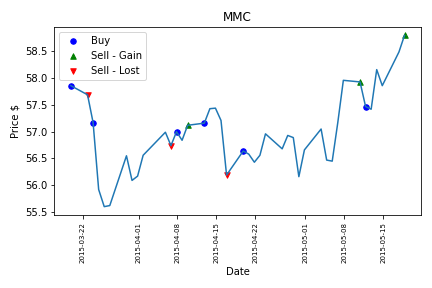 MMC
Buy
Sell - Gain
Sell - Lost
Price $
58.5
58.0
57.5
57.0
56.5
56.0
55.5
2015-03-22
2015-04-01
2015-04-08
2015-04-15
2015-04-22
2015-05-01
2015-05-08
2015-05-15
Date